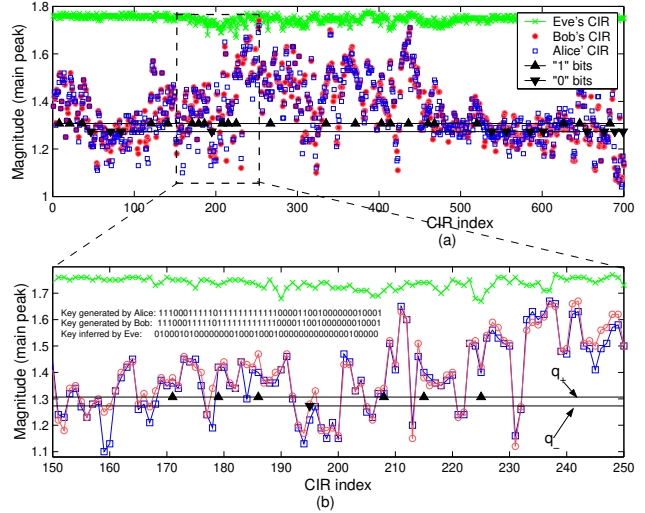 1.8
1.6
1.4
1.2
1
Magnitude (main peak)
0 100 200 300 400 500 600 700
CIR index
(a)
Eve's CIR
Bob's CIR
Alice' CIR
"1" bits
"0" bits
1.8
1.7
1.6
1.5
1.4
1.3
1.2
1.1
Magnitude (main peak)
Key generated by Alice:
Key generated by Bob:
Key inferred by Eve:
q+
q−
150 160 170 180 190 200 210 220 230 240 250
CIR index
(b)